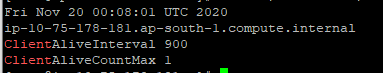 Fri Nov 20 00:08:01 UTC 2020
ip-10-75-178-181.ap-south-1.compute.internal
ClientAliveInterval 900
ClientAliveCountMax 1